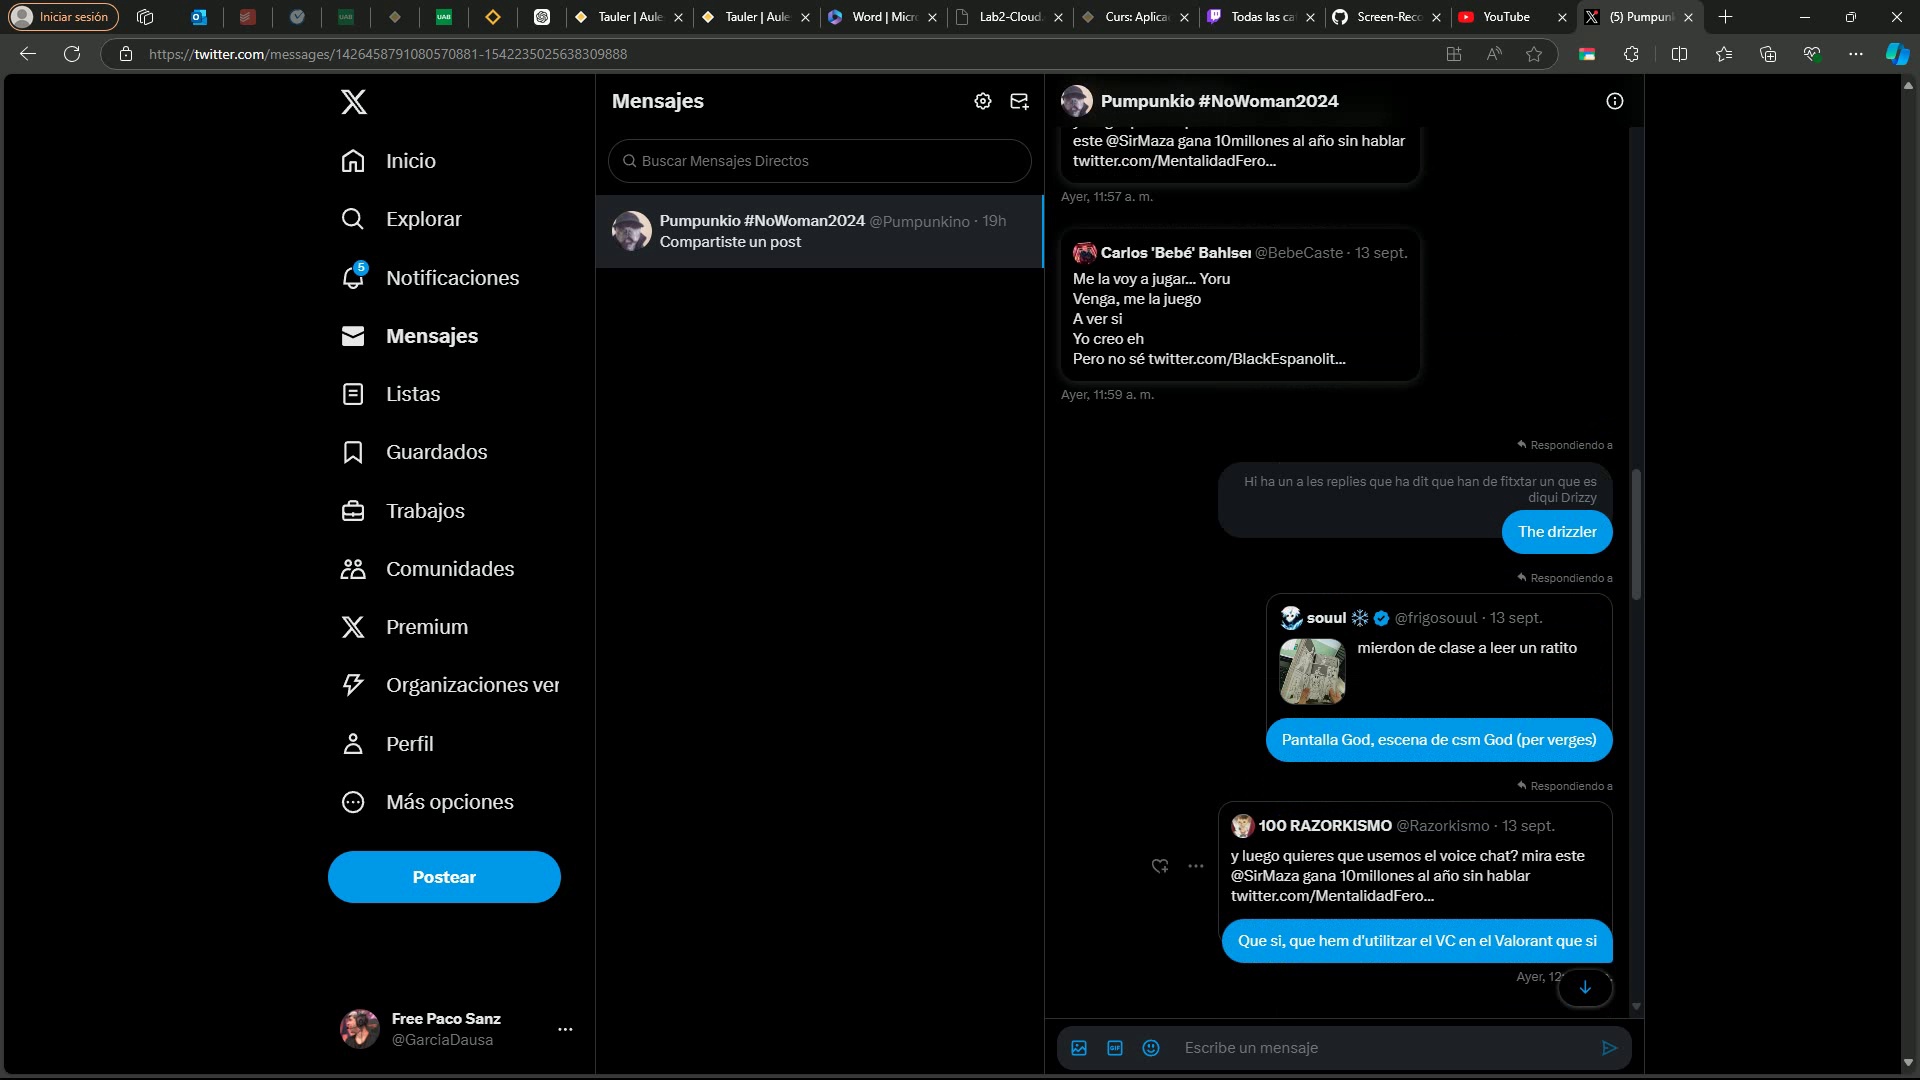 Iniciar sesión
Tauler | Aule
Tauler | Aule
Word | Micr
Lab2-Cloud
Curs: Aplica
Todas las ca
Screen-Reco
YouTube
(5) Pumpun
https://twitter.com/messages/1426458791080570881-1542235025638309888
Inicio
Explorar
5
Notificaciones
Mensajes
Listas
Guardados
Trabajos
Comunidades
Premium
Organizaciones ver
Perfil
Más opciones
Postear
Free Paco Sanz
@GarciaDausa
Mensajes
Buscar Mensajes Directos
Pumpunkio #NoWoman2024 @Pumpunkino · 19h
Compartiste un post
Pumpunkio #NoWoman2024
este @SirMaza gana 10millones al año sin hablar
twitter.com/MentalidadFero...
Ayer, 11:57 a. m.
Carlos 'Bebé' Bahlse @BebeCaste · 13 sept.
Me la voy a jugar... Yoru
Venga, me la juego
A ver si
Yo creo eh
Pero no sé twitter.com/BlackEspanolit...
Ayer, 11:59 a. m.
Respondiendo a
Hi ha un a les replies que ha dit que han de fitxtar un que es
diqui Drizzy
The drizzler
Respondiendo a
souul @frigosouul · 13 sept.
mierdon de clase a leer un ratito
Pantalla God, escena de csm God (per verges)
Respondiendo a
100 RAZORKISMO @Razorkismo · 13 sept.
y luego quieres que usemos el voice chat? mira este
@SirMaza gana 10millones al año sin hablar
twitter.com/MentalidadFero...
Que si, que hem d'utilitzar el VC en el Valorant que si
Ayer, 12
GIF
Escribe un mensaje